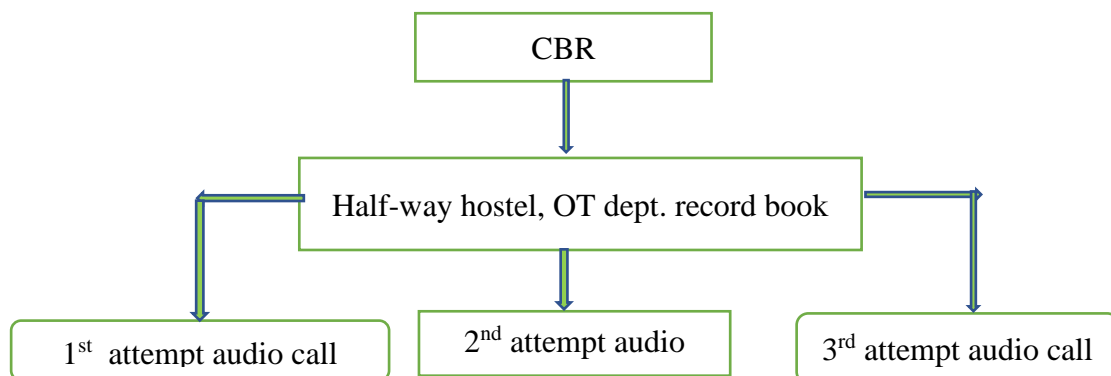 CBR
Half-way hostel, OT dept. record book
1st attempt audio call
2nd attempt audio
3rd attempt audio call